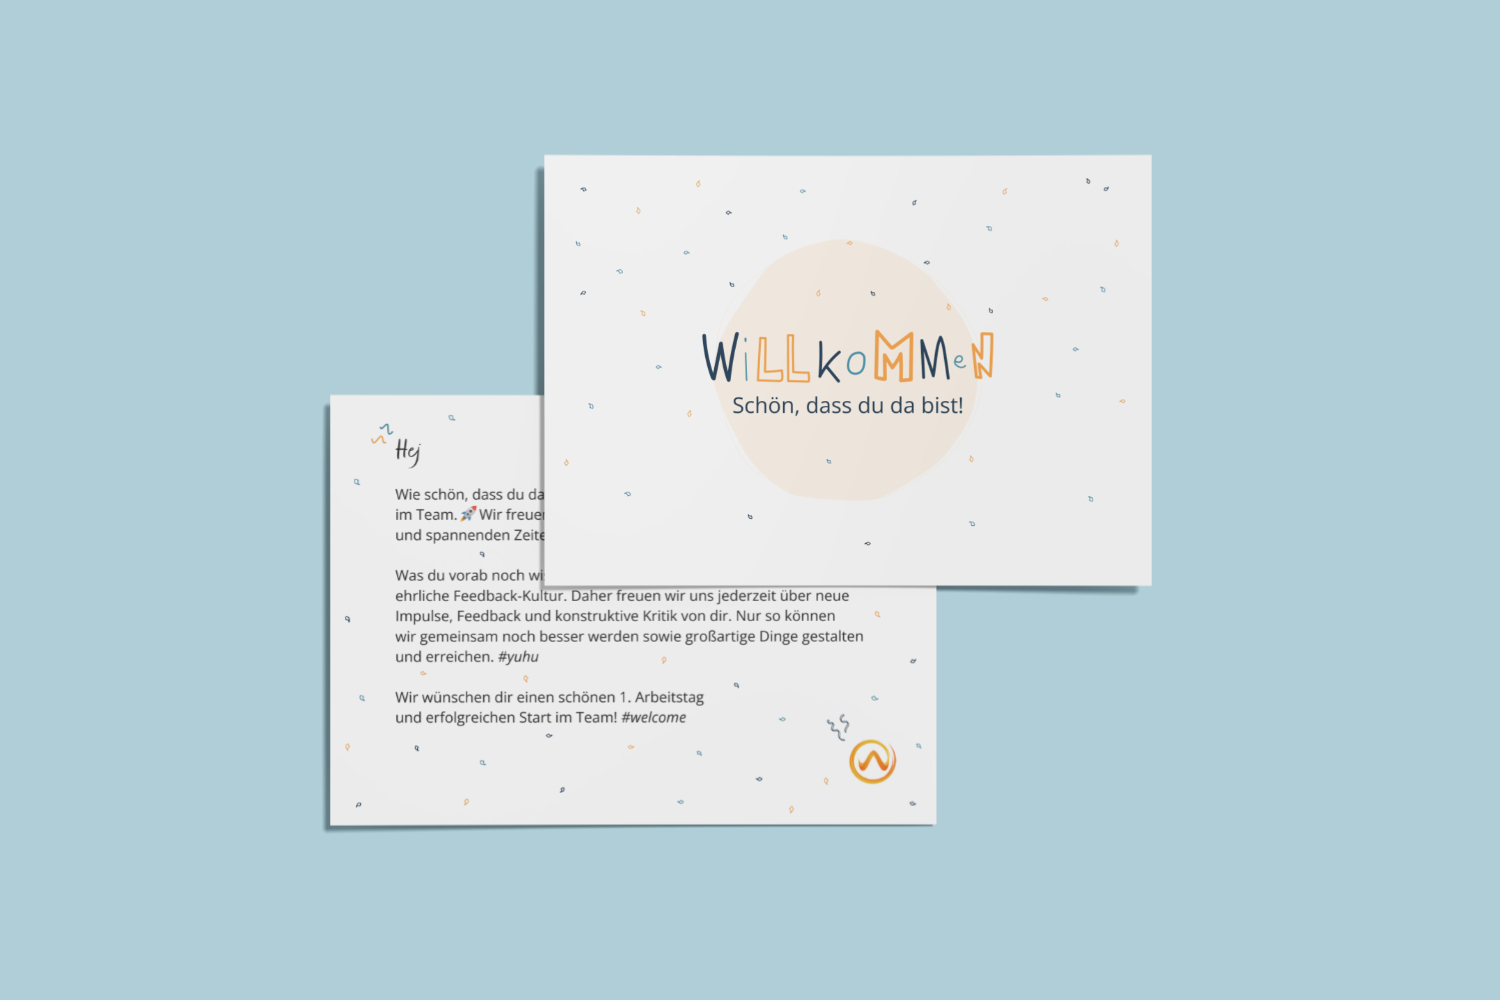 WiLLkoMMeN
Schön, dass du da bist!
Hej
Wie schön, dass du da
im Team. 🚀 Wir freue
und spannenden Zeite
Was du vorab noch wi
ehrliche Feedback-Kultur. Daher freuen wir uns jederzeit über neue
Impulse, Feedback und konstruktive Kritik von dir. Nur so können
wir gemeinsam noch besser werden sowie großartige Dinge gestalten
und erreichen. #yuhu
Wir wünschen dir einen schönen 1. Arbeitstag
und erfolgreichen Start im Team! #welcome